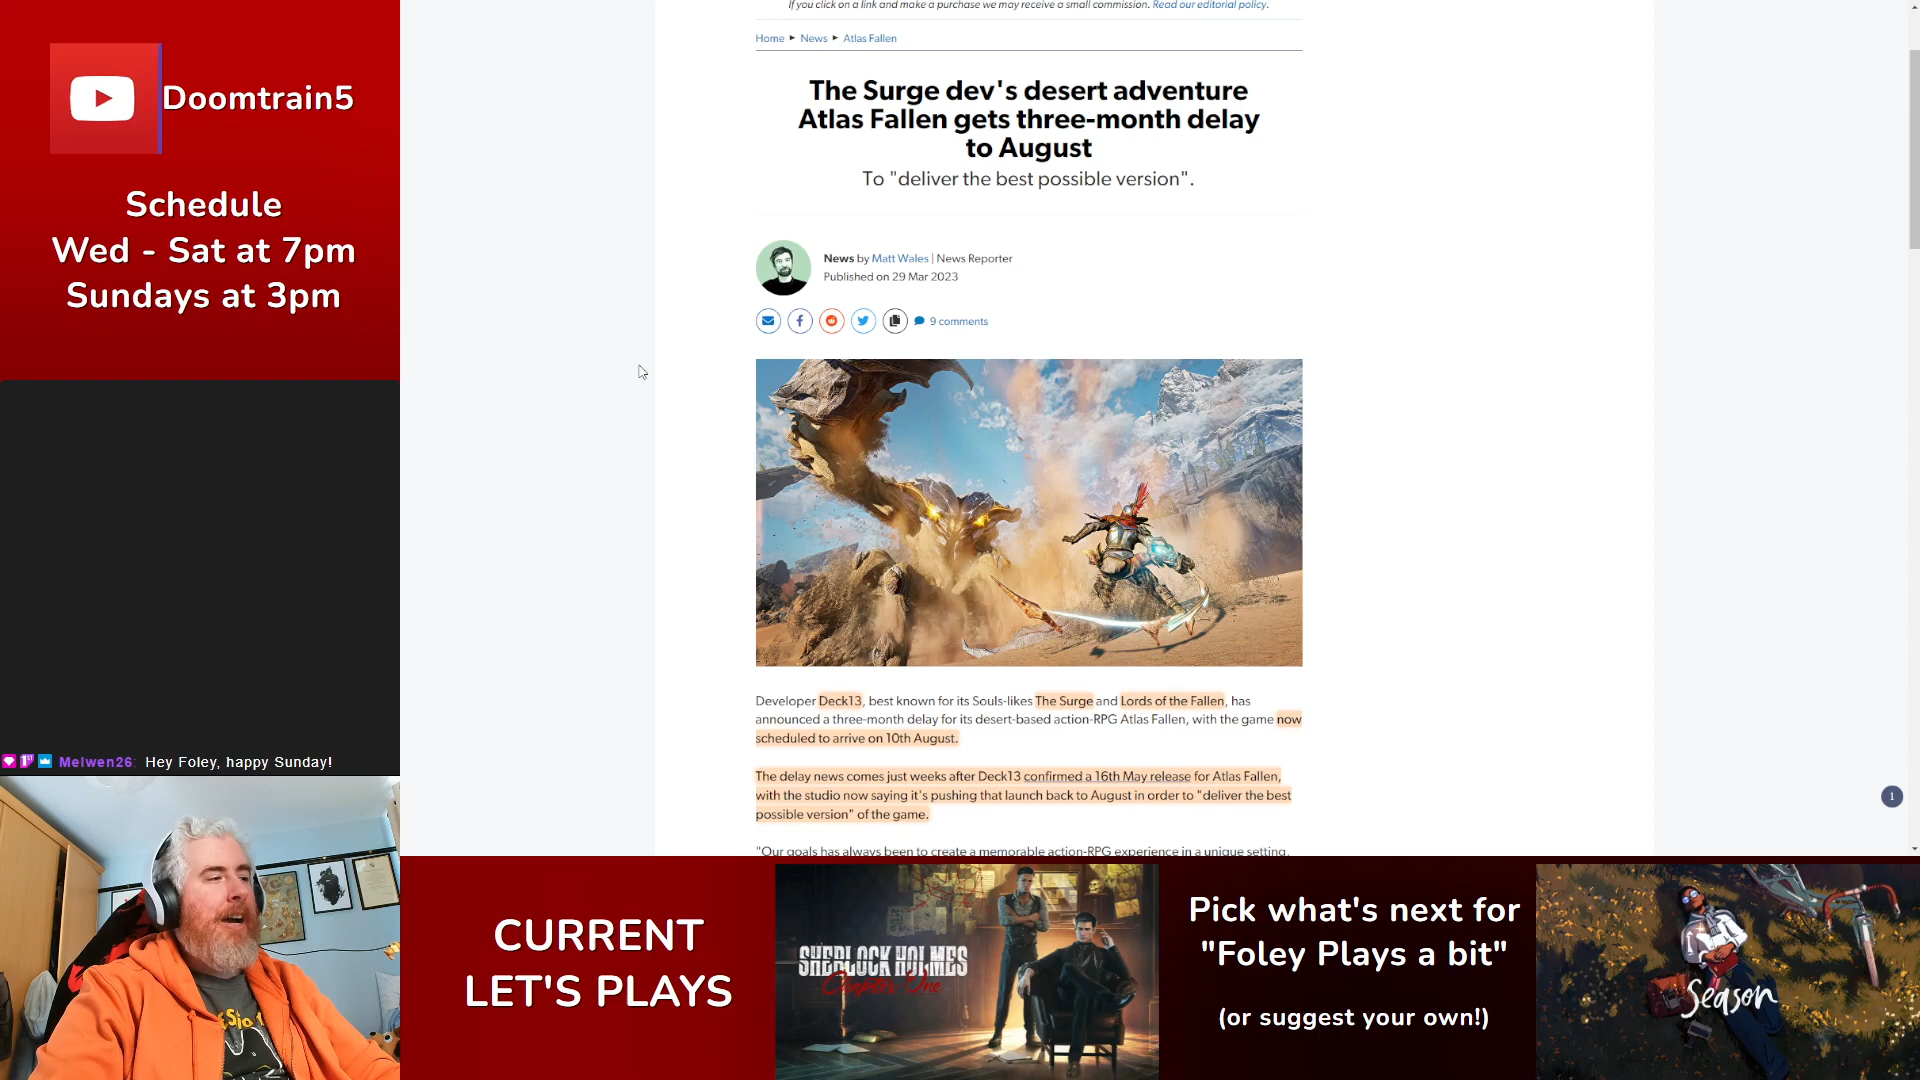 Doomtrain5
Schedule
Wed - Sat at 7pm
Sundays at 3pm
Melwen26: Hey Foley, happy Sunday!
If you click on a link and make a purchase we may receive a small commission. Read our editorial policy.
Home ► News ► Atlas Fallen
The Surge dev's desert adventure
Atlas Fallen gets three-month delay
to August
To "deliver the best possible version".
News by Matt Wales | News Reporter
Published on 29 Mar 2023
9 comments
Developer Deck13, best known for its Souls-likes The Surge and Lords of the Fallen, has
announced a three-month delay for its desert-based action-RPG Atlas Fallen, with the game now
scheduled to arrive on 10th August.
The delay news comes just weeks after Deck13 confirmed a 16th May release for Atlas Fallen,
with the studio now saying it's pushing that launch back to August in order to "deliver the best
possible version" of the game.
"Our goals has always been to create a memorable action-RPG experience in a unique setting,
1
CURRENT
LET'S PLAYS
SHERLOCK HOLMES
Chapter One
Pick what's next for
"Foley Plays a bit"
(or suggest your own!)
Season